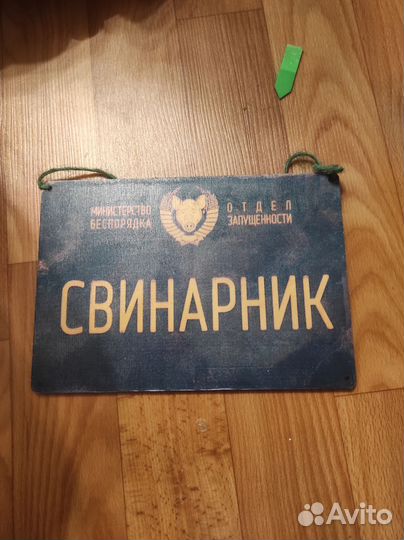 МИНИСТЕРСТВО БЕСПОРЯДКА
ОТДЕЛ ЗАПУЩЕННОСТИ
СВИНАРНИК
Avito